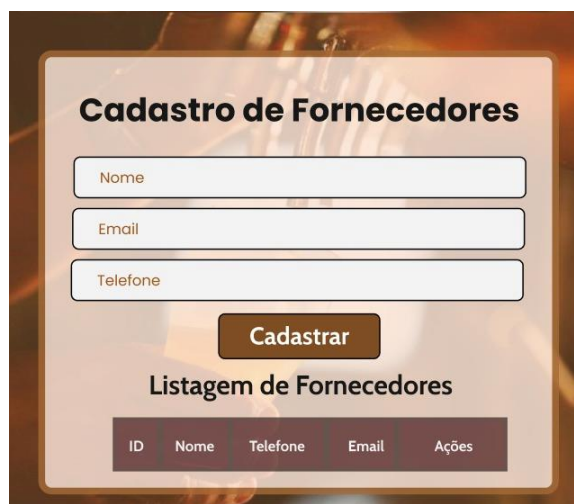 Cadastro de Fornecedores
Nome
Email
Telefone
Cadastrar
Listagem de Fornecedores
ID Nome Telefone Email Ações